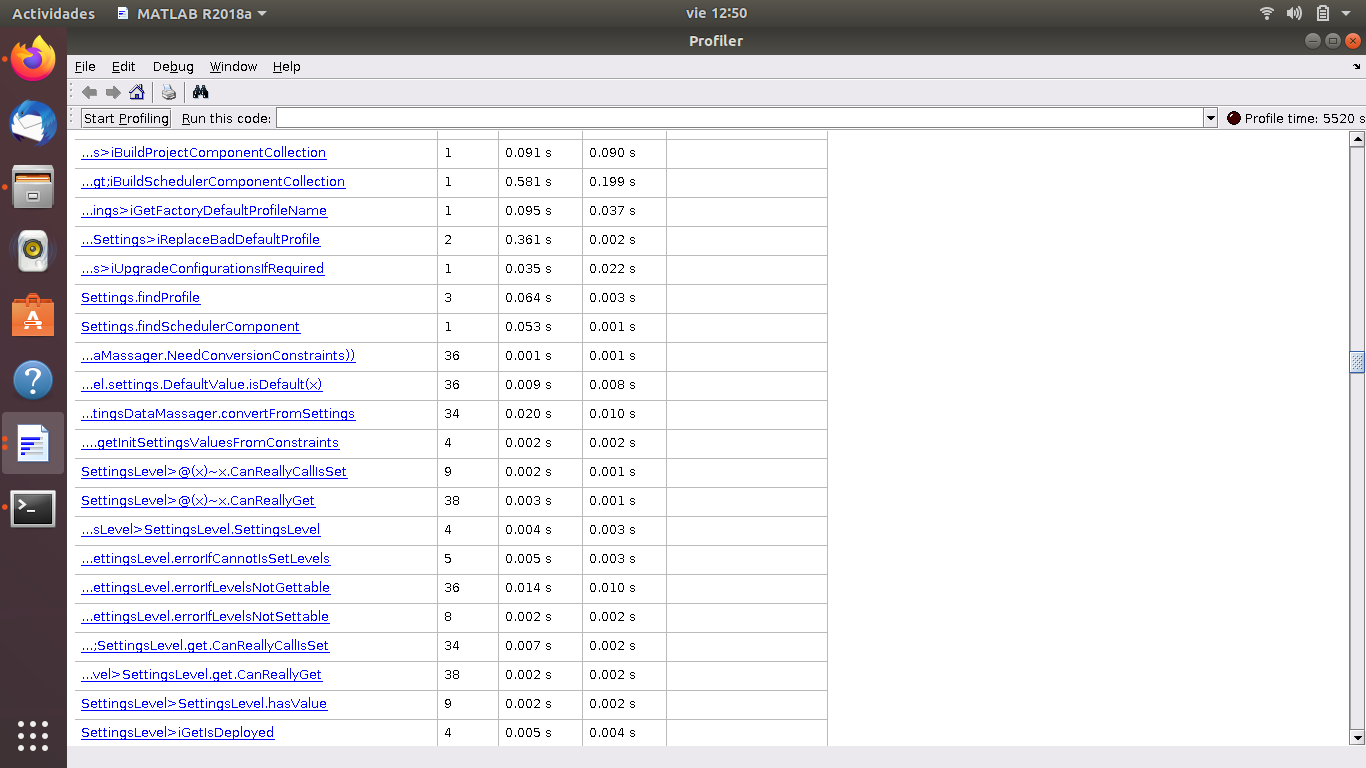 Actividades MATLAB R2018a vie 12:50
Profiler
File Edit Debug Window Help
Start Profiling Run this code: Profile time: 5520 s
...s>iBuildProjectComponentCollection 1 0.091 s 0.090 s
...gt;iBuildSchedulerComponentCollection 1 0.581 s 0.199 s
...ings>iGetFactoryDefaultProfileName 1 0.095 s 0.037 s
...Settings>iReplaceBadDefaultProfile 2 0.361 s 0.002 s
...s>iUpgradeConfigurationsIfRequired 1 0.035 s 0.022 s
Settings.findProfile 3 0.064 s 0.003 s
Settings.findSchedulerComponent 1 0.053 s 0.001 s
...aMassager.NeedConversionConstraints)) 36 0.001 s 0.001 s
...el.settings.DefaultValue.isDefault(x) 36 0.009 s 0.008 s
...tingsDataMassager.convertFromSettings 34 0.020 s 0.010 s
....getInitSettingsValuesFromConstraints 4 0.002 s 0.002 s
SettingsLevel>@(x)~x.CanReallyCallIsSet 9 0.002 s 0.001 s
SettingsLevel>@(x)~x.CanReallyGet 38 0.003 s 0.001 s
...sLevel>SettingsLevel.SettingsLevel 4 0.004 s 0.003 s
...ettingsLevel.errorIfCannotIsSetLevels 5 0.005 s 0.003 s
...ettingsLevel.errorIfLevelsNotGettable 36 0.014 s 0.010 s
...ettingsLevel.errorIfLevelsNotSettable 8 0.002 s 0.002 s
...;SettingsLevel.get.CanReallyCallIsSet 34 0.007 s 0.002 s
...vel>SettingsLevel.get.CanReallyGet 38 0.002 s 0.002 s
SettingsLevel>SettingsLevel.hasValue 9 0.002 s 0.002 s
SettingsLevel>iGetIsDeployed 4 0.005 s 0.004 s